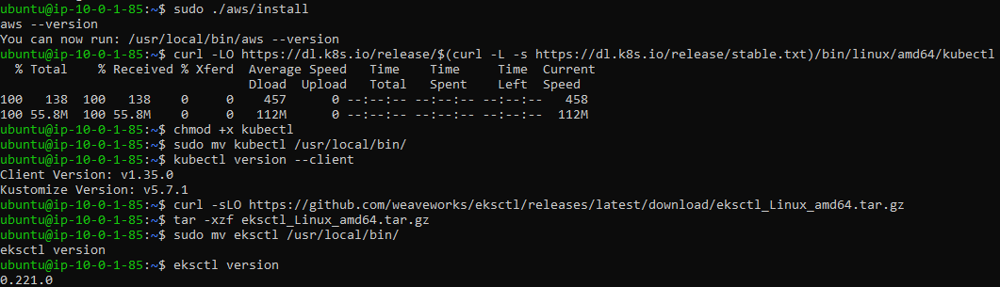 ubuntu@ip-10-0-1-85:~$ sudo ./aws/install
aws --version
You can now run: /usr/local/bin/aws --version
ubuntu@ip-10-0-1-85:~$ curl -LO https://dl.k8s.io/release/$(curl -L -s https://dl.k8s.io/release/stable.txt)/bin/linux/amd64/kubectl
  % Total    % Received % Xferd  Average Speed   Time    Time     Time  Current
                                 Dload  Upload   Total   Spent    Left  Speed
100   138  100   138    0     0    457      0 --:--:-- --:--:-- --:--:--   458
100 55.8M  100 55.8M    0     0   112M      0 --:--:-- --:--:-- --:--:--  112M
ubuntu@ip-10-0-1-85:~$ chmod +x kubectl
ubuntu@ip-10-0-1-85:~$ sudo mv kubectl /usr/local/bin/
ubuntu@ip-10-0-1-85:~$ kubectl version --client
Client Version: v1.35.0
Kustomize Version: v5.7.1
ubuntu@ip-10-0-1-85:~$ curl -sLO https://github.com/weaveworks/eksctl/releases/latest/download/eksctl_Linux_amd64.tar.gz
ubuntu@ip-10-0-1-85:~$ tar -xzf eksctl_Linux_amd64.tar.gz
ubuntu@ip-10-0-1-85:~$ sudo mv eksctl /usr/local/bin/
eksctl version
ubuntu@ip-10-0-1-85:~$ eksctl version
0.221.0